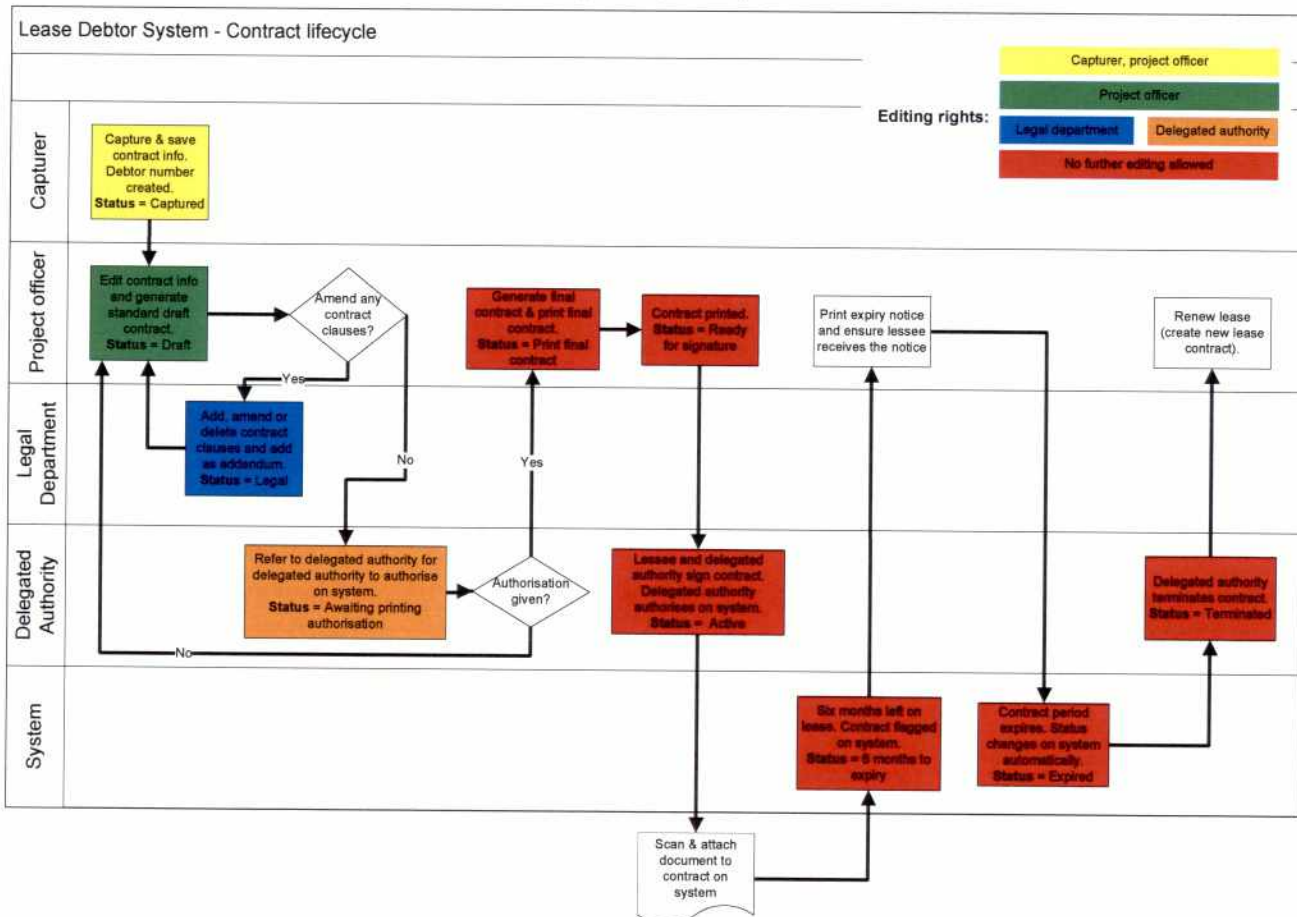 Lease Debtor System - Contract lifecycle
Editing rights:
Capturer, project officer
Project officer
Legal department
Delegated authority
No further editing allowed
Capturer
Capture & save
contract info.
Debtor number
created.
Status = Captured
Project officer
Edit contract info
and generate
standard draft
contract.
Status = Draft
Amend any
contract
clauses?
Generate final
contract & print final
contract.
Status = Print final
contract
Contract printed.
Status = Ready
for signature
Print expiry notice
and ensure lessee
receives the notice
Renew lease
(create new lease
contract).
Yes
Legal
Department
Add, amend or
delete contract
clauses and add
as addendum.
Status = Legal
No
Yes
Delegated
Authority
Refer to delegated authority for
delegated authority to authorise
on system.
Status = Awaiting printing
authorisation
Authorisation
given?
Lessee and delegated
authority sign contract.
Delegated authority
authorises on system.
Status = Active
Delegated authority
terminates contract.
Status = Terminated
No
System
Six months left on
lease. Contract flagged
on system.
Status = 6 months to
expiry
Contract period
expires. Status
changes on system
automatically.
Status = Expired
Scan & attach
document to
contract on
system